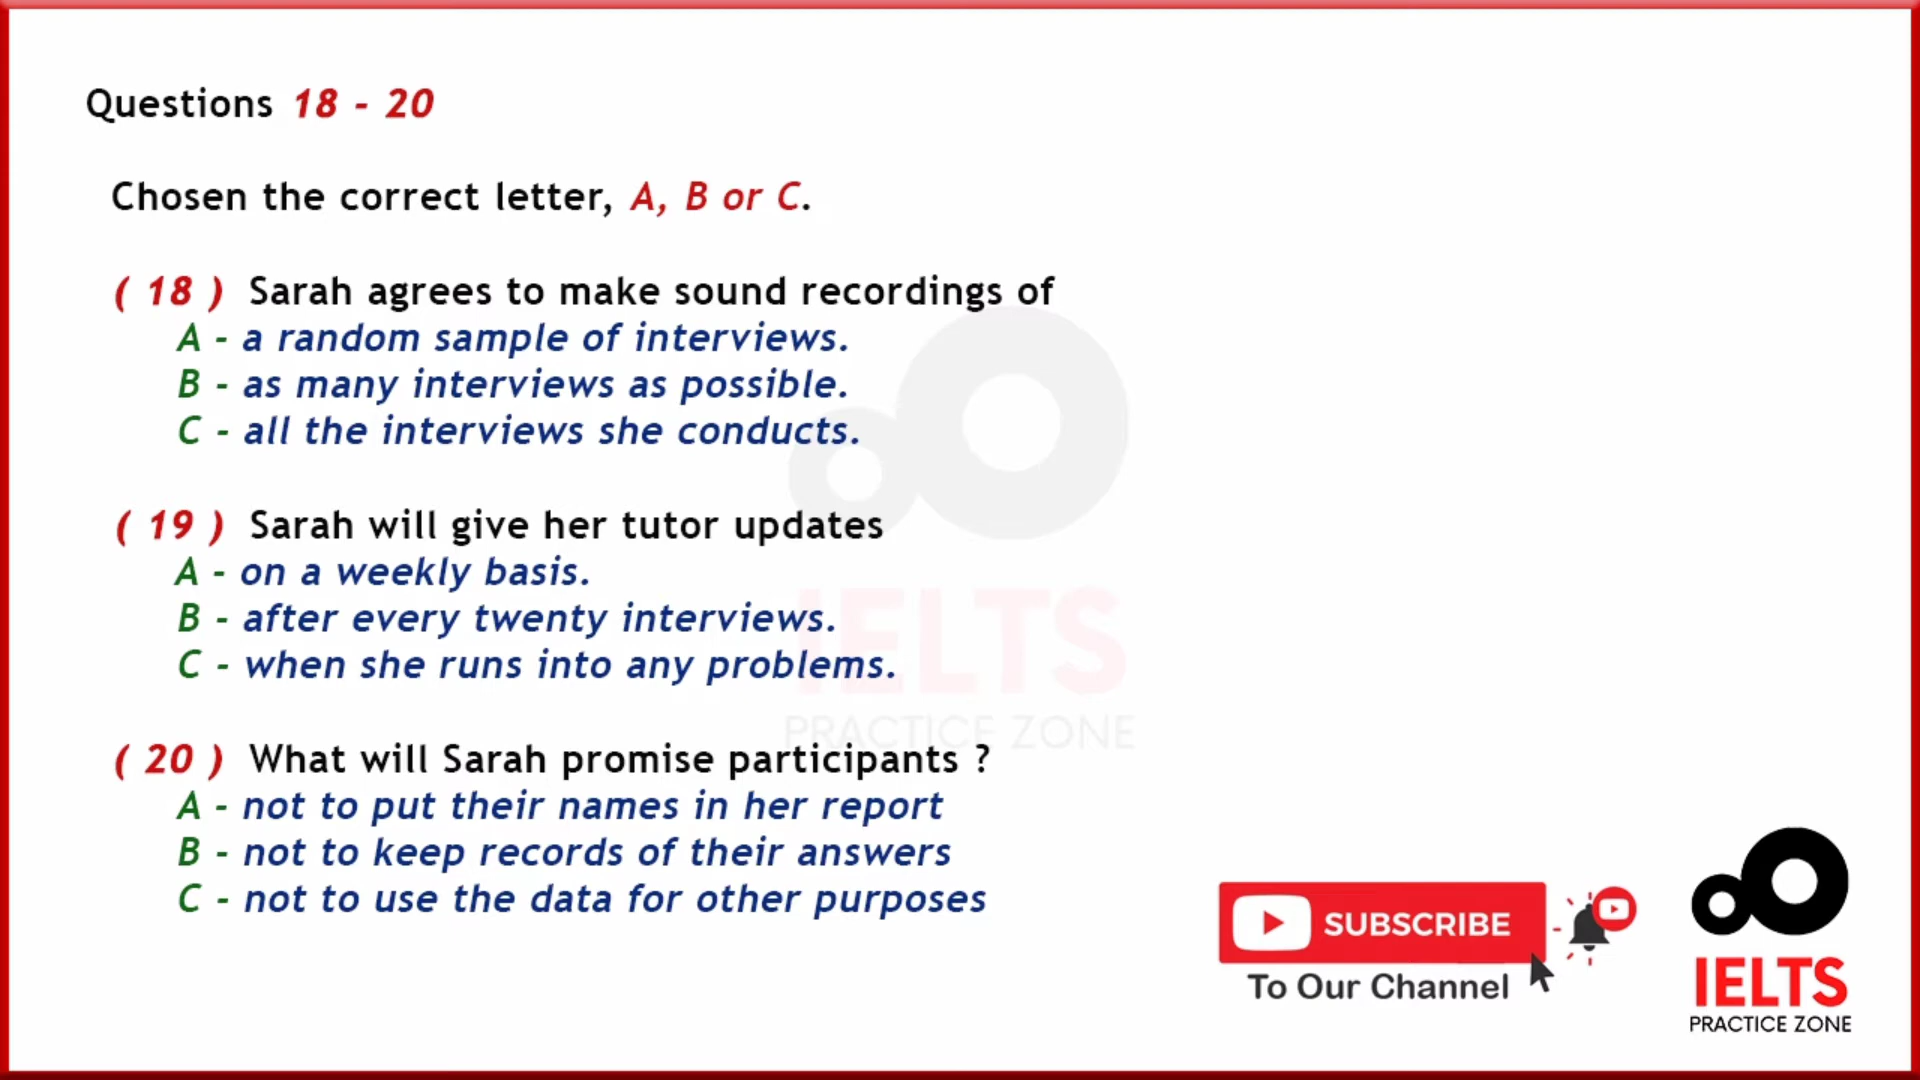 Questions 18 - 20
Chosen the correct letter, A, B or C.
( 18 ) Sarah agrees to make sound recordings of
A - a random sample of interviews.
B - as many interviews as possible.
C - all the interviews she conducts.
( 19 ) Sarah will give her tutor updates
A - on a weekly basis.
B - after every twenty interviews.
C - when she runs into any problems.
( 20 ) What will Sarah promise participants ?
A - not to put their names in her report
B - not to keep records of their answers
C - not to use the data for other purposes
IELTS
PRACTICE ZONE
SUBSCRIBE
To Our Channel
IELTS
PRACTICE ZONE